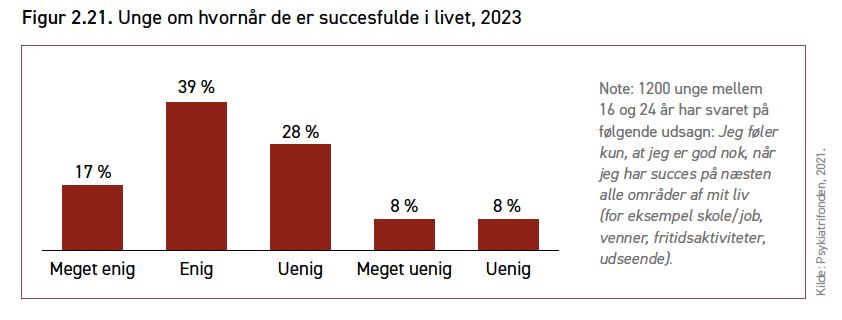 Figur 2.21. Unge om hvornår de er succesfulde i livet, 2023
17 %
39 %
28 %
8 %
8 %
Meget enig
Enig
Uenig
Meget uenig
Uenig
Note: 1200 unge mellem
16 og 24 år har svaret på
følgende udsagn: Jeg føler
kun, at jeg er god nok, når
jeg har succes på næsten
alle områder af mit liv
(for eksempel skole/job,
venner, fritidsaktiviteter,
udseende).
Kilde: Psykiatrifonden, 2021.